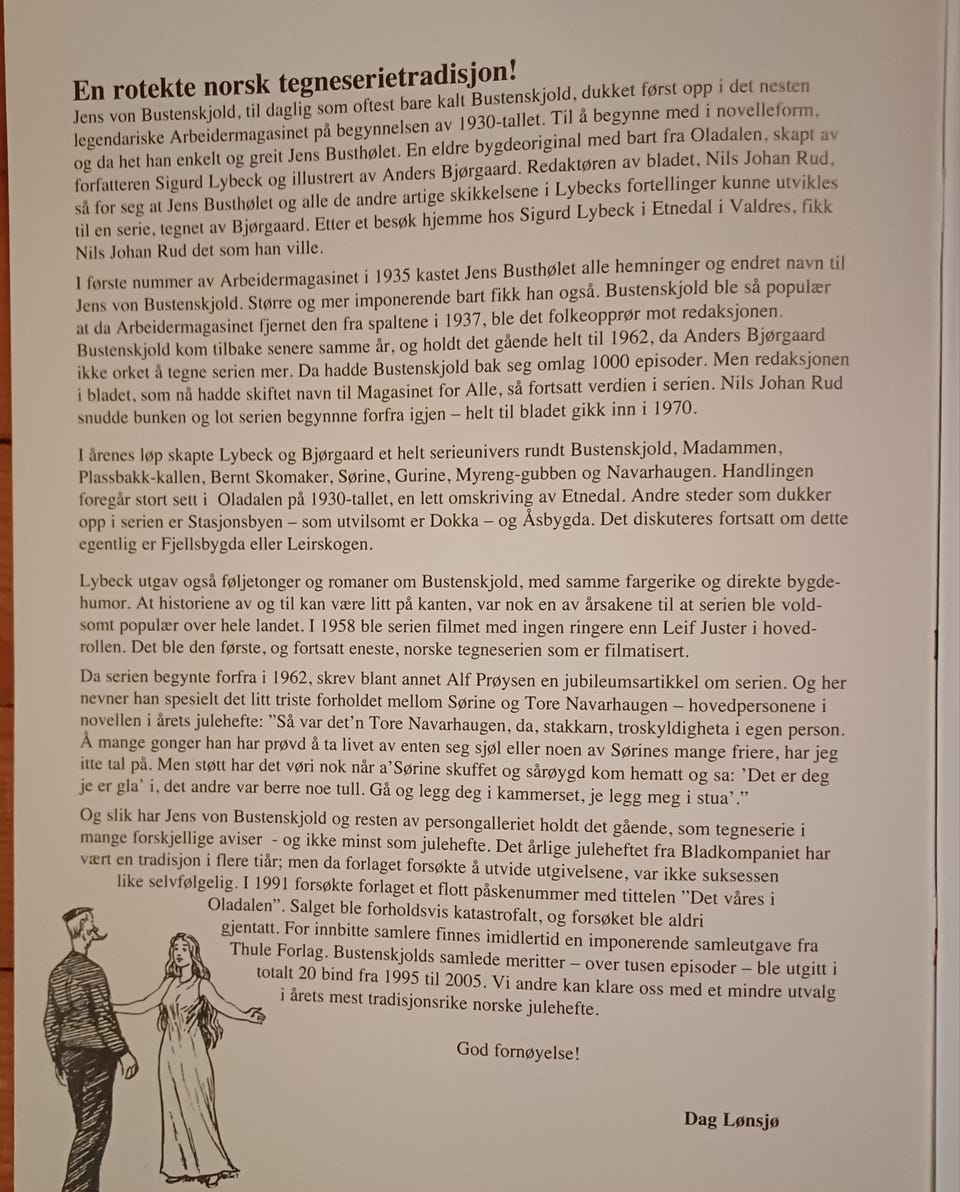 En rotekte norsk tegneserietradisjon!
Jens von Bustenskjold, til daglig som oftest bare kalt Bustenskjold, dukket først opp i det nesten
legendariske Arbeidermagasinet på begynnelsen av 1930-tallet. Til å begynne med i novelleform,
og da het han enkelt og greit Jens Busthølet. En eldre bygdeoriginal med bart fra Oladalen, skapt av
forfatteren Sigurd Lybeck og illustrert av Anders Bjørgaard. Redaktøren av bladet, Nils Johan Rud,
så for seg at Jens Busthølet og alle de andre artige skikkelsene i Lybecks fortellinger kunne utvikles
til en serie, tegnet av Bjørgaard. Etter et besøk hjemme hos Sigurd Lybeck i Etnedal i Valdres, fikk
Nils Johan Rud det som han ville.
I første nummer av Arbeidermagasinet i 1935 kastet Jens Busthølet alle hemninger og endret navn til
Jens von Bustenskjold. Større og mer imponerende bart fikk han også. Bustenskjold ble så populær
at da Arbeidermagasinet fjernet den fra spaltene i 1937, ble det folkeopprør mot redaksjonen.
Bustenskjold kom tilbake senere samme år, og holdt det gående helt til 1962, da Anders Bjørgaard
ikke orket å tegne serien mer. Da hadde Bustenskjold bak seg omlag 1000 episoder. Men redaksjonen
i bladet, som nå hadde skiftet navn til Magasinet for Alle, så fortsatt verdien i serien. Nils Johan Rud
snudde bunken og lot serien begynnne forfra igjen – helt til bladet gikk inn i 1970.
I årenes løp skapte Lybeck og Bjørgaard et helt serieunivers rundt Bustenskjold, Madammen,
Plassbakk-kallen, Bernt Skomaker, Sørine, Gurine, Myreng-gubben og Navarhaugen. Handlingen
foregår stort sett i Oladalen på 1930-tallet, en lett omskriving av Etnedal. Andre steder som dukker
opp i serien er Stasjonsbyen – som utvilsomt er Dokka – og Åsbygda. Det diskuteres fortsatt om dette
egentlig er Fjellsbygda eller Leirskogen.
Lybeck utgav også føljetonger og romaner om Bustenskjold, med samme fargerike og direkte bygde-
humor. At historiene av og til kan være litt på kanten, var nok en av årsakene til at serien ble vold-
somt populær over hele landet. I 1958 ble serien filmet med ingen ringere enn Leif Juster i hoved-
rollen. Det ble den første, og fortsatt eneste, norske tegneserien som er filmatisert.
Da serien begynte forfra i 1962, skrev blant annet Alf Prøysen en jubileumsartikkel om serien. Og her
nevner han spesielt det litt triste forholdet mellom Sørine og Tore Navarhaugen – hovedpersonene i
novellen i årets julehefte: ”Så var det’n Tore Navarhaugen, da, stakkarn, troskyldigheta i egen person.
Å mange gonger han har prøvd å ta livet av enten seg sjøl eller noen av Sørines mange friere, har jeg
itte tal på. Men støtt har det vøri nok når a’Sørine skuffet og sårøygd kom hematt og sa: ’Det er deg
je er gla’ i, det andre var berre noe tull. Gå og legg deg i kammerset, je legg meg i stua’.”
Og slik har Jens von Bustenskjold og resten av persongalleriet holdt det gående, som tegneserie i
mange forskjellige aviser - og ikke minst som julehefte. Det årlige juleheftet fra Bladkompaniet har
vært en tradisjon i flere tiår; men da forlaget forsøkte å utvide utgivelsene, var ikke suksessen
like selvfølgelig. I 1991 forsøkte forlaget et flott påskenummer med tittelen ”Det våres i
Oladalen”. Salget ble forholdsvis katastrofalt, og forsøket ble aldri
gjentatt. For innbitte samlere finnes imidlertid en imponerende samleutgave fra
Thule Forlag. Bustenskjolds samlede meritter – over tusen episoder – ble utgitt i
totalt 20 bind fra 1995 til 2005. Vi andre kan klare oss med et mindre utvalg
i årets mest tradisjonsrike norske julehefte.
God fornøyelse!
Dag Lønsjø